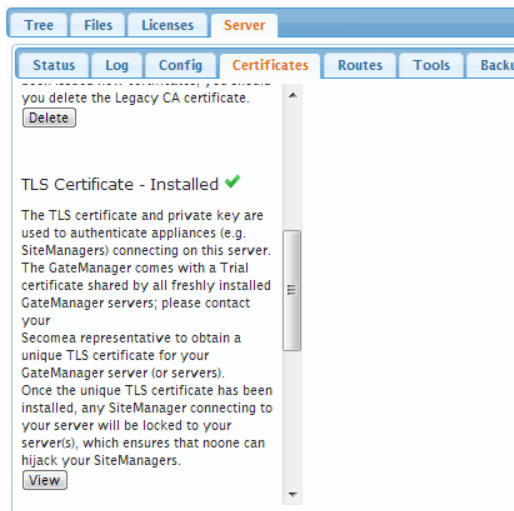 Tree Files Licenses Server
Status Log Config Certificates Routes Tools
you delete the Legacy CA certificate.
Delete
TLS Certificate - Installed
The TLS certificate and private key are
used to authenticate appliances (e.g.
SiteManagers) connecting on this server.
The GateManager comes with a Trial
certificate shared by all freshly installed
GateManager servers; please contact
your
Secomea representative to obtain a
unique TLS certificate for your
GateManager server (or servers).
Once the unique TLS certificate has been
installed, any SiteManager connecting to
your server will be locked to your
server(s), which ensures that noone can
hijack your SiteManagers.
View